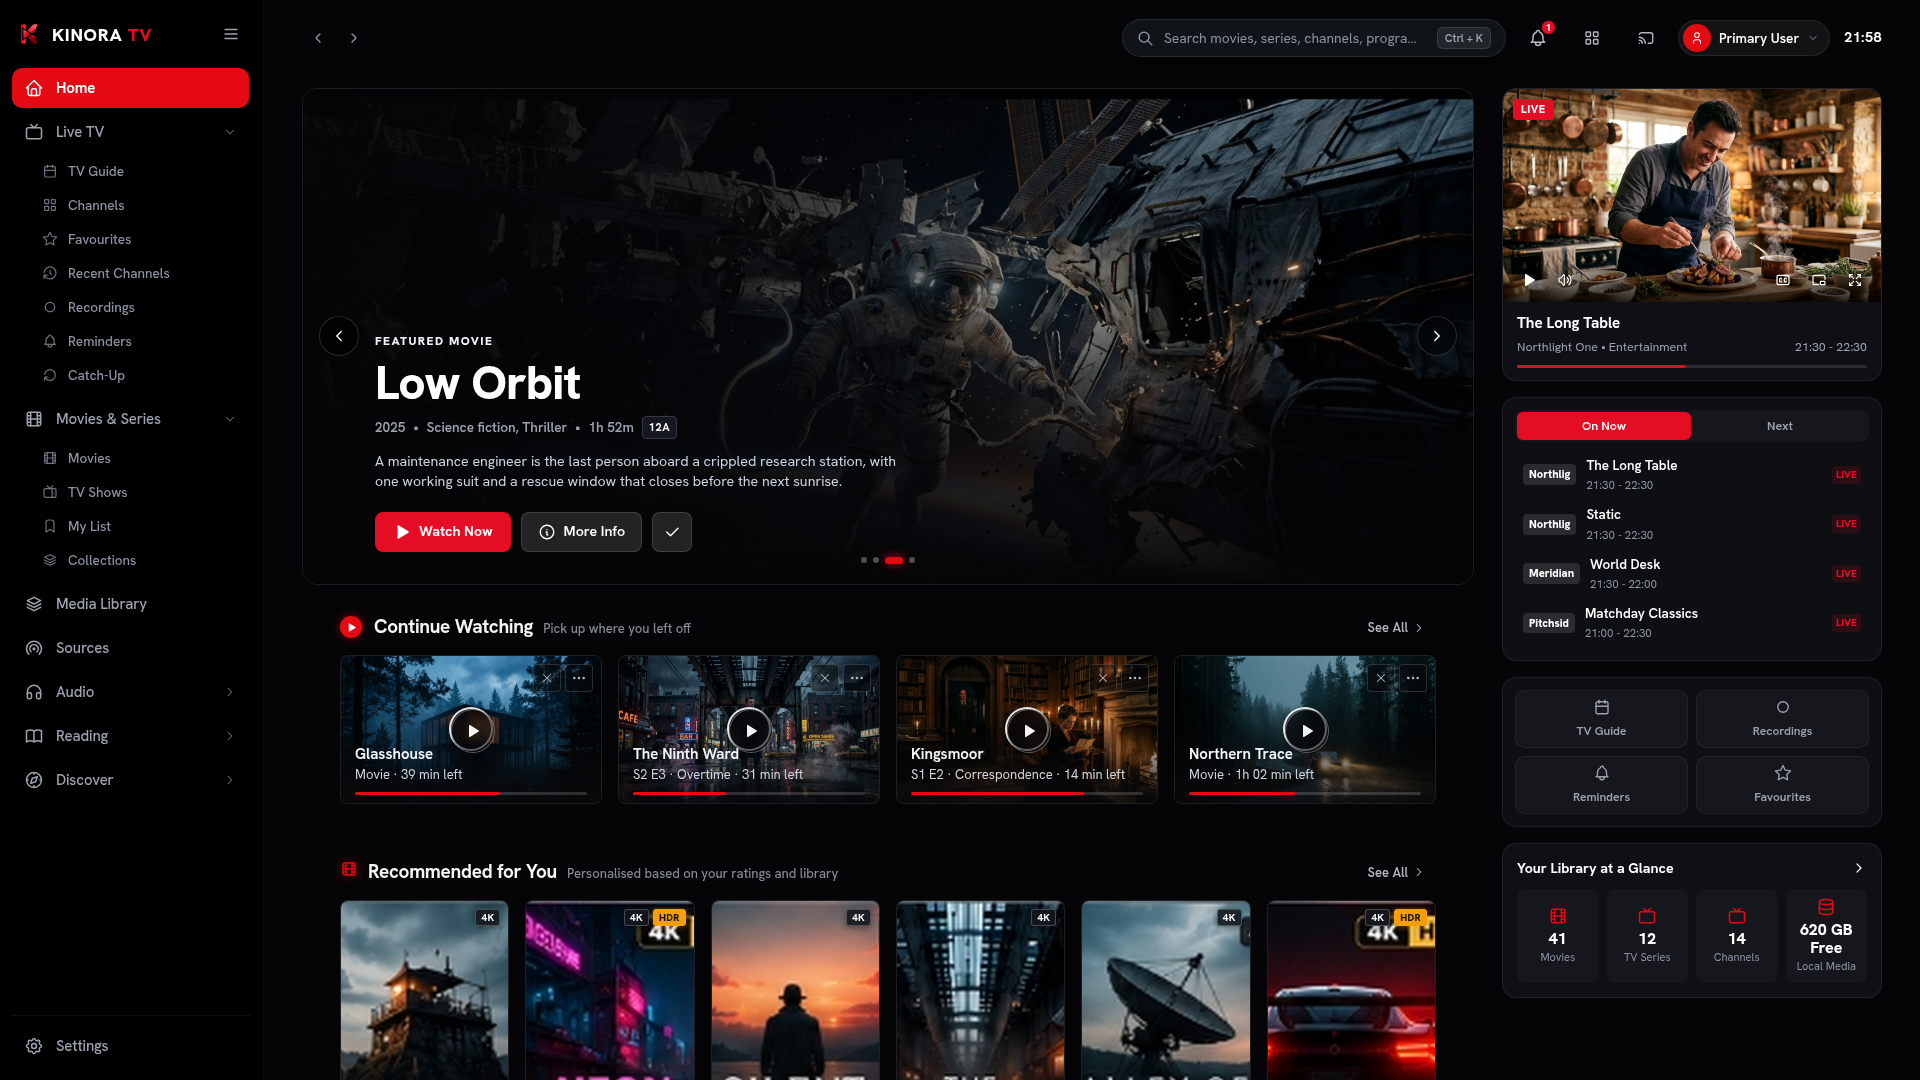 KINORA TV
Search movies, series, channels, progra...
Ctrl + K
1
Primary User
21:58
Home
Live TV
TV Guide
Channels
Favourites
Recent Channels
Recordings
Reminders
Catch-Up
Movies & Series
Movies
TV Shows
My List
Collections
Media Library
Sources
Audio
Reading
Discover
Settings
FEATURED MOVIE
Low Orbit
2025 • Science fiction, Thriller • 1h 52m 12A
A maintenance engineer is the last person aboard a crippled research station, with
one working suit and a rescue window that closes before the next sunrise.
Watch Now
More Info
Continue Watching Pick up where you left off
See All
CAFE
BAR
OPEN
Glasshouse
Movie · 39 min left
The Ninth Ward
S2 E3 · Overtime · 31 min left
Kingsmoor
S1 E2 · Correspondence · 14 min left
Northern Trace
Movie · 1h 02 min left
Recommended for You Personalised based on your ratings and library
See All
4K
4K HDR
4K
4K
4K
4K HDR
4K
4K
LIVE
The Long Table
Northlight One • Entertainment
21:30 - 22:30
On Now
Next
Northlig
The Long Table
21:30 - 22:30
LIVE
Northlig
Static
21:30 - 22:30
LIVE
Meridian
World Desk
21:30 - 22:00
LIVE
Pitchsid
Matchday Classics
21:00 - 22:30
LIVE
TV Guide
Recordings
Reminders
Favourites
Your Library at a Glance
41
Movies
12
TV Series
14
Channels
620 GB
Free
Local Media